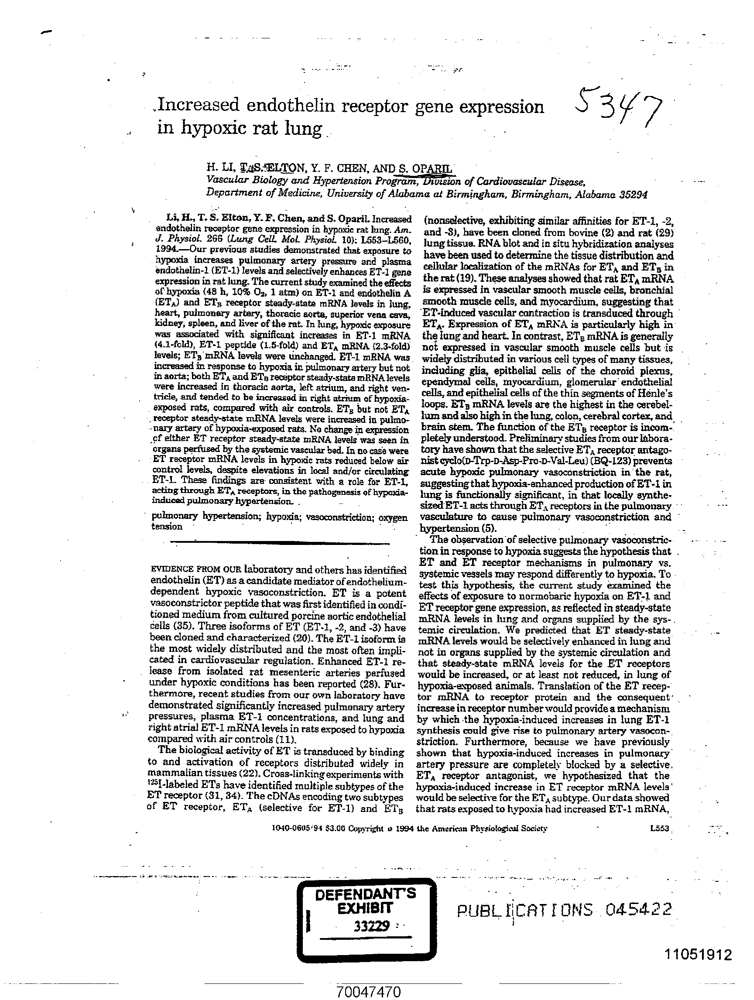 5347
Increased endothelin receptor gene expression
in hypoxic rat lung
H. LI, T. S. ELTON, Y. F. CHEN, AND S. OPARIL
Vascular Biology and Hypertension Program, Division of Cardiovascular Disease,
Department of Medicine, University of Alabama at Birmingham, Birmingham, Alabama 35294
Li, H., T. S. Elton, Y. F. Chen, and S. Oparil. Increased
endothelin receptor gene expression in hypoxic rat lung. Am.
J. Physiol. 266 (Lung Cell. Mol. Physiol. 10): L553–L560,
1994.—Our previous studies demonstrated that exposure to
hypoxia increases pulmonary artery pressure and plasma
endothelin-1 (ET-1) levels and selectively enhances ET-1 gene
expression in rat lung. The current study examined the effects
of hypoxia (48 h, 10% O₂, 1 atm) on ET-1 and endothelin A
(ET_A) and ET_B receptor steady-state mRNA levels in lung,
heart, pulmonary artery, thoracic aorta, superior vena cava,
kidney, spleen, and liver of the rat. In lung, hypoxic exposure
was associated with significant increases in ET-1 mRNA
(4.1-fold), ET-1 peptide (1.5-fold) and ET_A mRNA (2.3-fold)
levels; ET_B mRNA levels were unchanged. ET-1 mRNA was
increased in response to hypoxia in pulmonary artery but not
in aorta; both ET_A and ET_B receptor steady-state mRNA levels
were increased in thoracic aorta, left atrium, and right ven-
tricle, and tended to be increased in right atrium of hypoxia-
exposed rats, compared with air controls. ET_B but not ET_A
receptor steady-state mRNA levels were increased in pulmo-
nary artery of hypoxia-exposed rats. No change in expression
of either ET receptor steady-state mRNA levels was seen in
organs perfused by the systemic vascular bed. In no case were
ET receptor mRNA levels in hypoxic rats reduced below air
control levels, despite elevations in local and/or circulating
ET-1. These findings are consistent with a role for ET-1,
acting through ET_A receptors, in the pathogenesis of hypoxia-
induced pulmonary hypertension.
pulmonary hypertension; hypoxia; vasoconstriction; oxygen
tension
EVIDENCE FROM OUR laboratory and others has identified
endothelin (ET) as a candidate mediator of endothelium-
dependent hypoxic vasoconstriction. ET is a potent
vasoconstrictor peptide that was first identified in condi-
tioned medium from cultured porcine aortic endothelial
cells (35). Three isoforms of ET (ET-1, -2, and -3) have
been cloned and characterized (20). The ET-1 isoform is
the most widely distributed and the most often impli-
cated in cardiovascular regulation. Enhanced ET-1 re-
lease from isolated rat mesenteric arteries perfused
under hypoxic conditions has been reported (28). Fur-
thermore, recent studies from our own laboratory have
demonstrated significantly increased pulmonary artery
pressures, plasma ET-1 concentrations, and lung and
right atrial ET-1 mRNA levels in rats exposed to hypoxia
compared with air controls (11).
The biological activity of ET is transduced by binding
to and activation of receptors distributed widely in
mammalian tissues (22). Cross-linking experiments with
¹²⁵I-labeled ETs have identified multiple subtypes of the
ET receptor (31, 34). The cDNAs encoding two subtypes
of ET receptor, ET_A (selective for ET-1) and ET_B
(nonselective, exhibiting similar affinities for ET-1, -2,
and -3), have been cloned from bovine (2) and rat (29)
lung tissue. RNA blot and in situ hybridization analyses
have been used to determine the tissue distribution and
cellular localization of the mRNAs for ET_A and ET_B in
the rat (19). These analyses showed that rat ET_A mRNA
is expressed in vascular smooth muscle cells, bronchial
smooth muscle cells, and myocardium, suggesting that
ET-induced vascular contraction is transduced through
ET_A. Expression of ET_A mRNA is particularly high in
the lung and heart. In contrast, ET_B mRNA is generally
not expressed in vascular smooth muscle cells but is
widely distributed in various cell types of many tissues,
including glia, epithelial cells of the choroid plexus,
ependymal cells, myocardium, glomerular endothelial
cells, and epithelial cells of the thin segments of Henle's
loops. ET_B mRNA levels are the highest in the cerebel-
lum and also high in the lung, colon, cerebral cortex, and
brain stem. The function of the ET_B receptor is incom-
pletely understood. Preliminary studies from our labora-
tory have shown that the selective ET_A receptor antago-
nist cyclo(D-Trp-D-Asp-Pro-D-Val-Leu) (BQ-123) prevents
acute hypoxic pulmonary vasoconstriction in the rat,
suggesting that hypoxia-enhanced production of ET-1 in
lung is functionally significant, in that locally synthe-
sized ET-1 acts through ET_A receptors in the pulmonary
vasculature to cause pulmonary vasoconstriction and
hypertension (5).
The observation of selective pulmonary vasoconstric-
tion in response to hypoxia suggests the hypothesis that
ET and ET receptor mechanisms in pulmonary vs.
systemic vessels may respond differently to hypoxia. To
test this hypothesis, the current study examined the
effects of exposure to normobaric hypoxia on ET-1 and
ET receptor gene expression, as reflected in steady-state
mRNA levels in lung and organs supplied by the sys-
temic circulation. We predicted that ET steady-state
mRNA levels would be selectively enhanced in lung and
not in organs supplied by the systemic circulation and
that steady-state mRNA levels for the ET receptors
would be increased, or at least not reduced, in lung of
hypoxia-exposed animals. Translation of the ET recep-
tor mRNA to receptor protein and the consequent
increase in receptor number would provide a mechanism
by which the hypoxia-induced increases in lung ET-1
synthesis could give rise to pulmonary artery vasocon-
striction. Furthermore, because we have previously
shown that hypoxia-induced increases in pulmonary
artery pressure are completely blocked by a selective
ET_A receptor antagonist, we hypothesized that the
hypoxia-induced increase in ET receptor mRNA levels
would be selective for the ET_A subtype. Our data showed
that rats exposed to hypoxia had increased ET-1 mRNA,
1040-0605/94 $3.00 Copyright © 1994 the American Physiological Society
L553
DEFENDANT'S
EXHIBIT
33229
PUBLICATIONS 045422
11051912
70047470